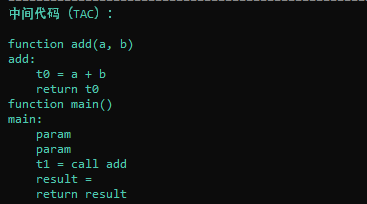 中间代码（TAC）：
function add(a, b)
add:
    t0 = a + b
    return t0
function main()
main:
    param
    param
    t1 = call add
    result =
    return result